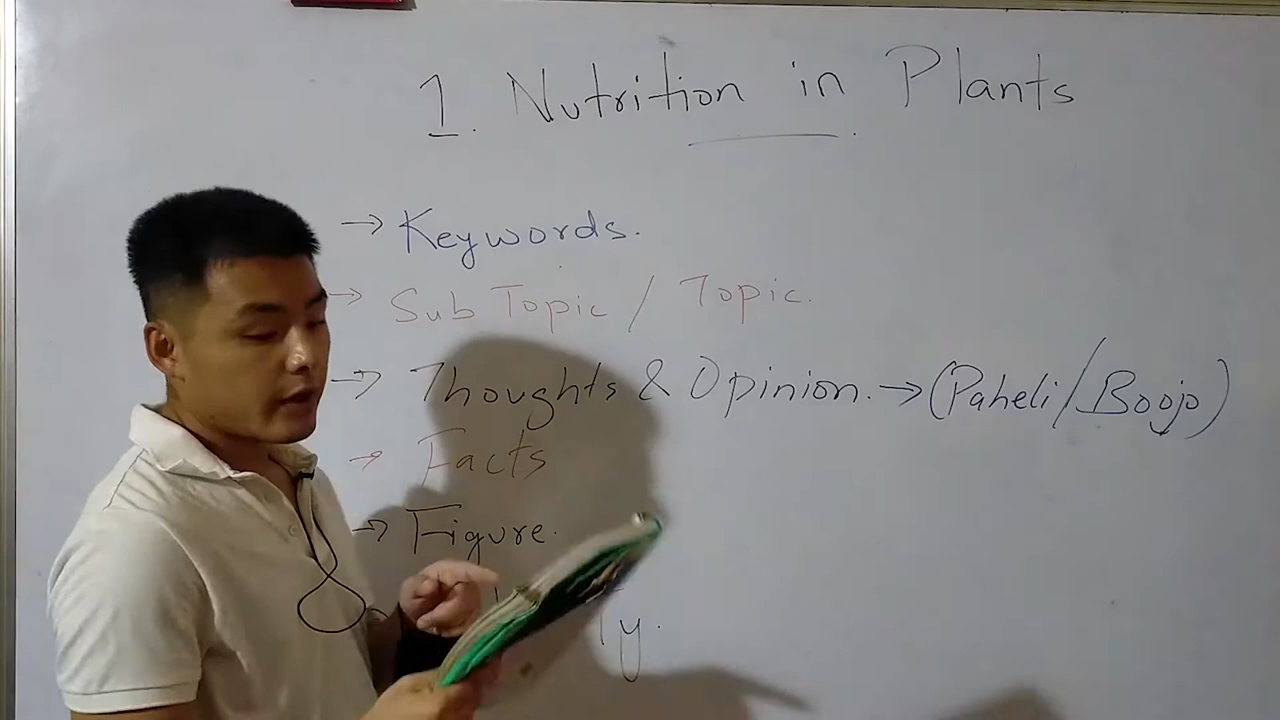 1. Nutrition in Plants
→ Keywords.
→ Sub Topic / Topic.
→ Thoughts & Opinion. → (Paheli/Boojo)
→ Facts
→ Figure.